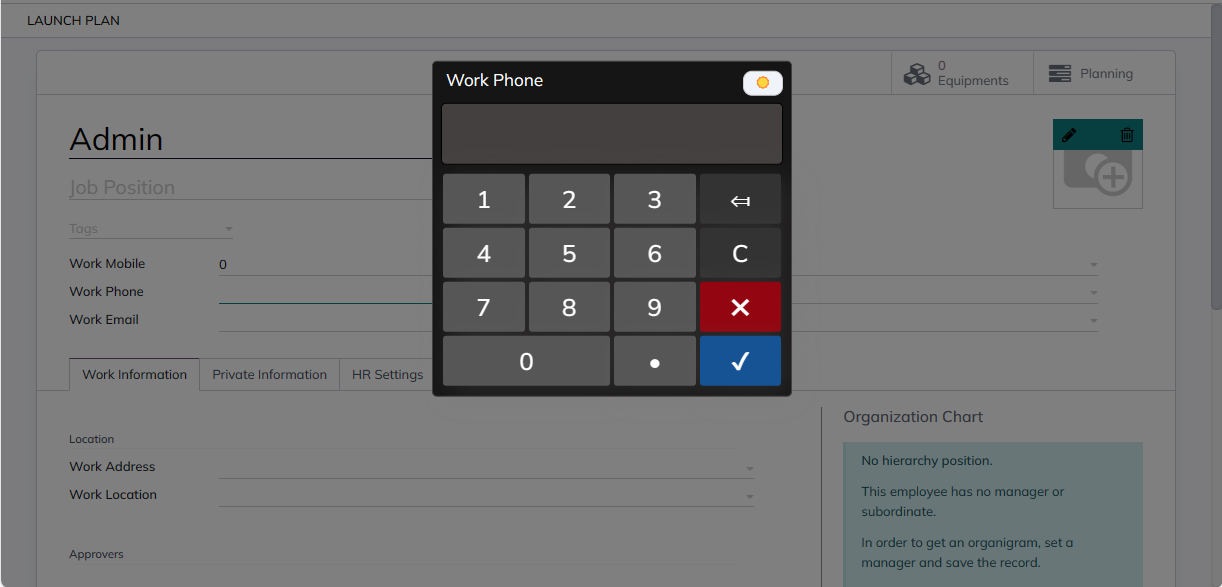 LAUNCH PLAN
0
Equipments
Planning
Work Phone
Admin
Job Position
Tags
Work Mobile 0
Work Phone
Work Email
1 2 3
4 5 6 C
7 8 9
0 .
Work Information Private Information HR Settings
Location
Work Address
Work Location
Approvers
Organization Chart
No hierarchy position.
This employee has no manager or
subordinate.
In order to get an organigram, set a
manager and save the record.